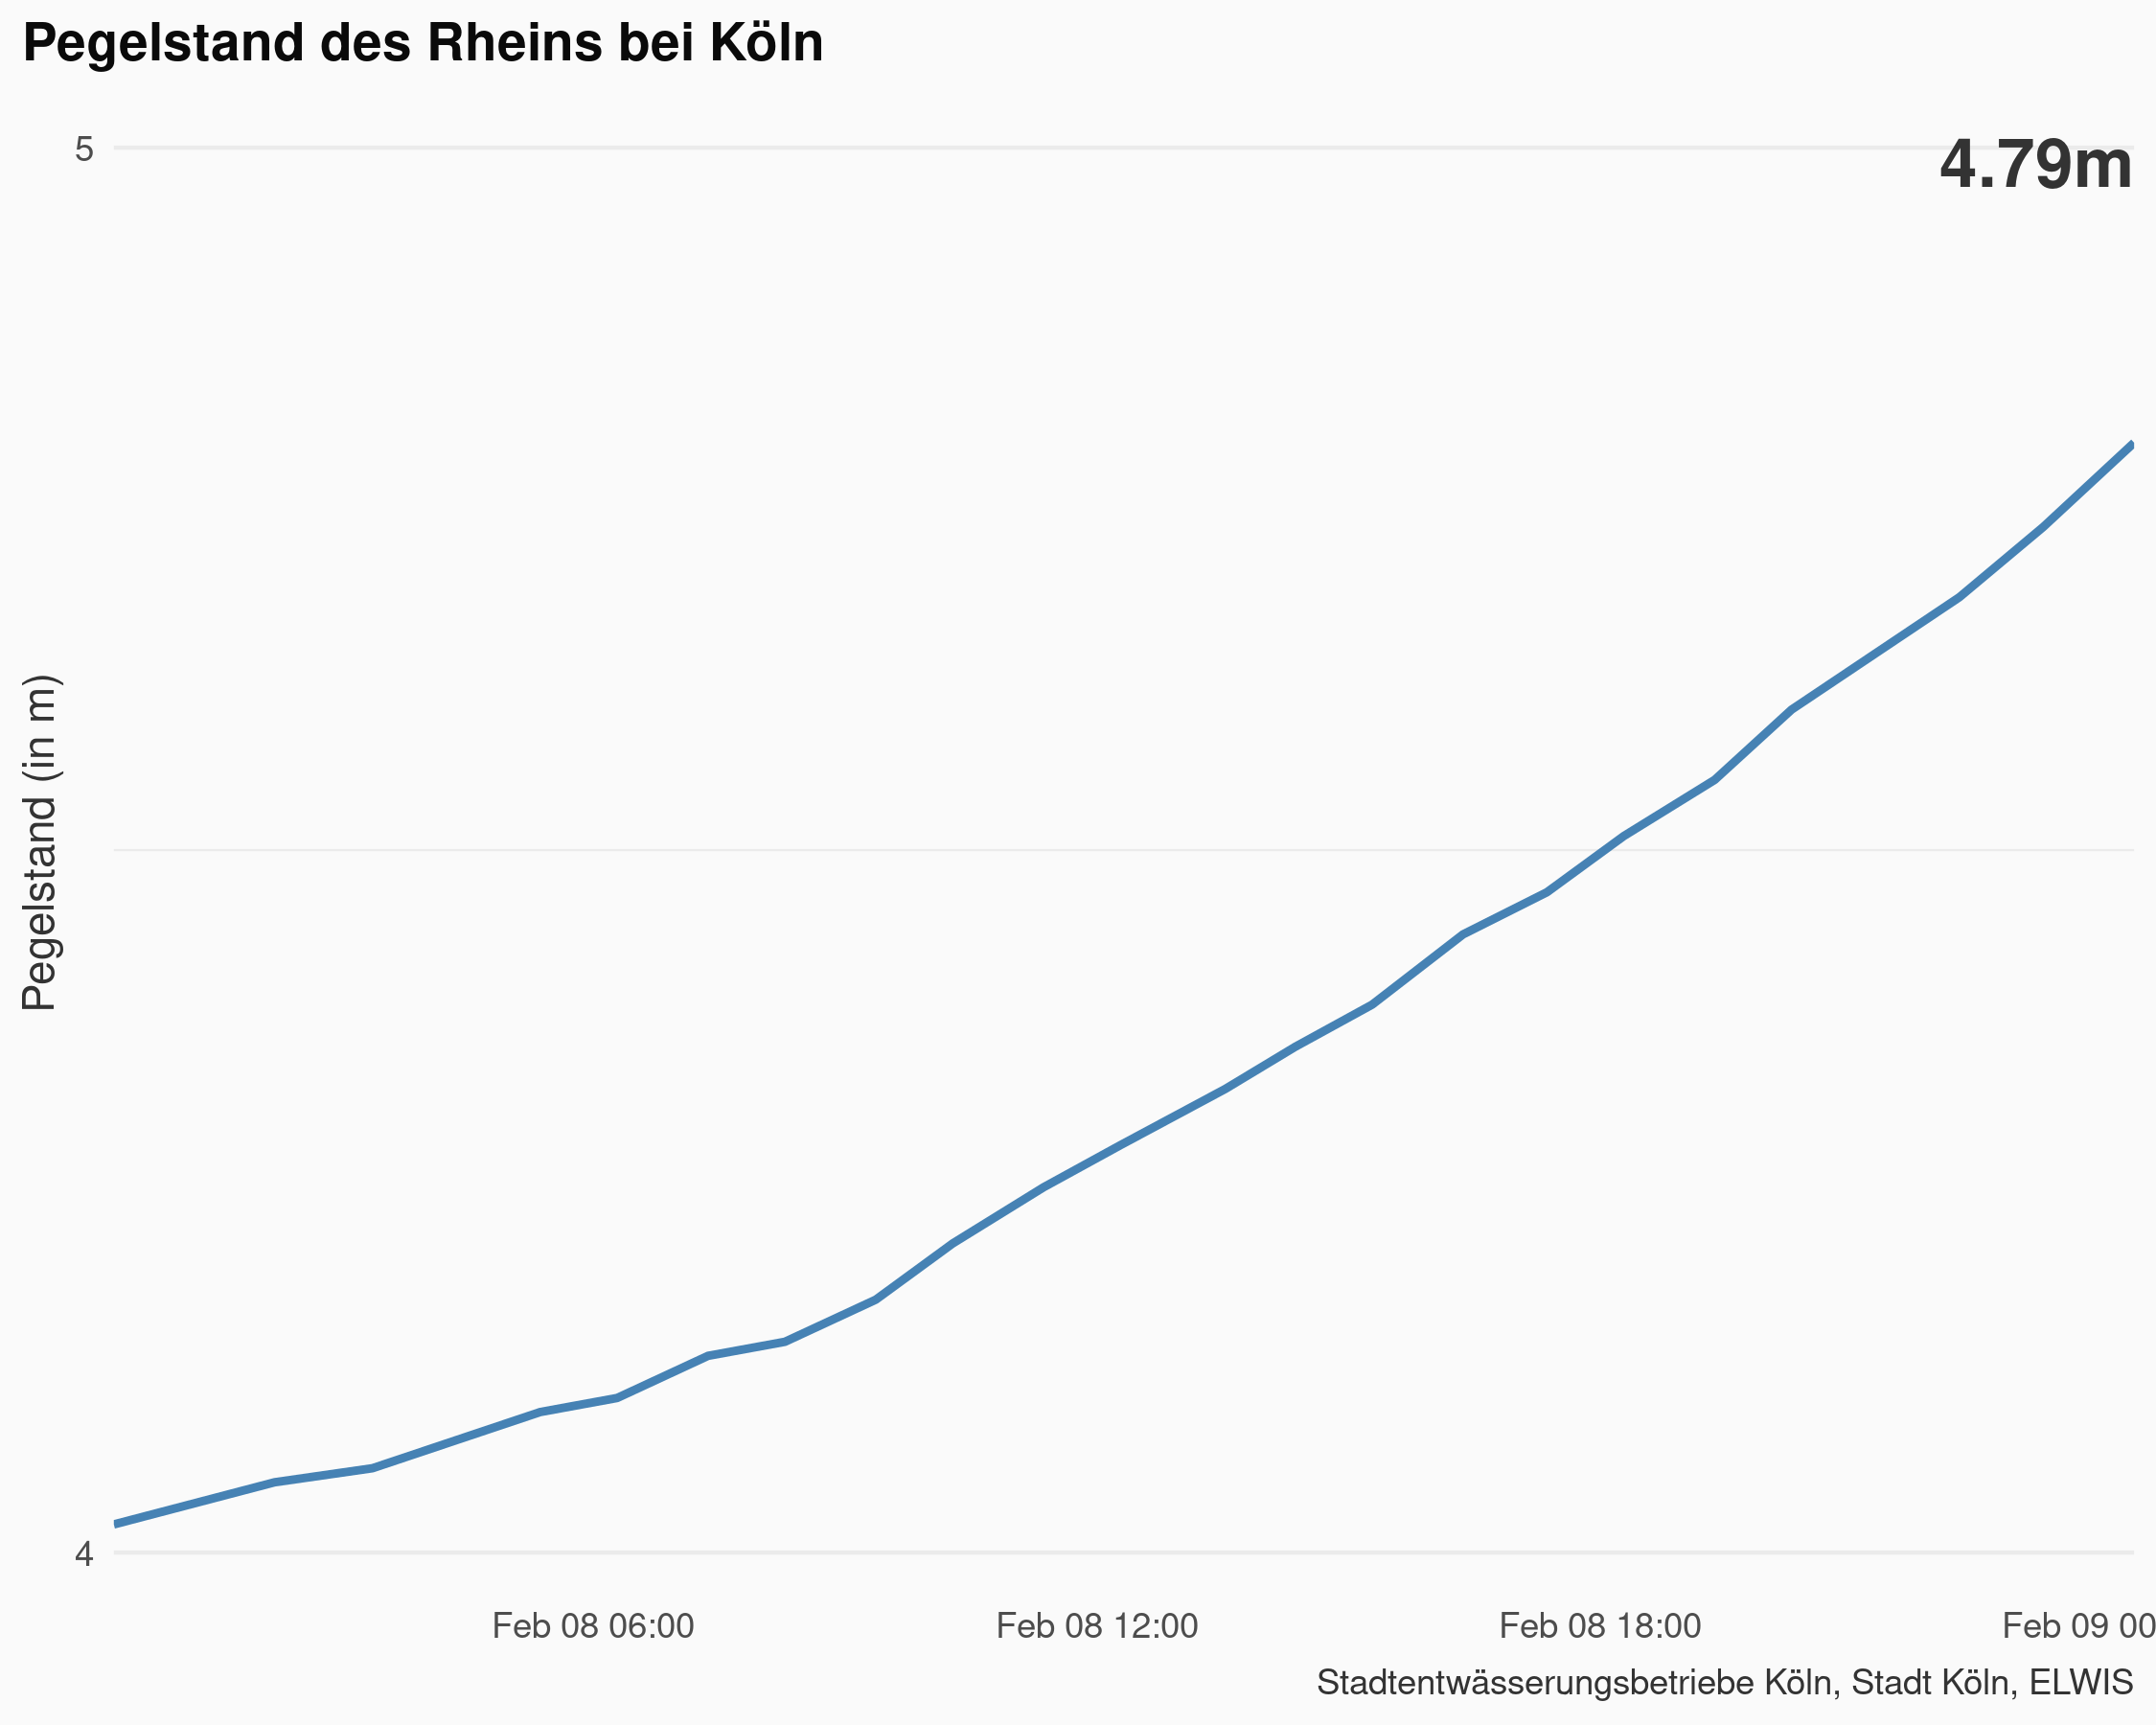 Pegelstand des Rheins bei Köln
5
4.79m
Pegelstand (in m)
4
Feb 08 06:00
Feb 08 12:00
Feb 08 18:00
Feb 09 00
Stadtentwässerungsbetriebe Köln, Stadt Köln, ELWIS